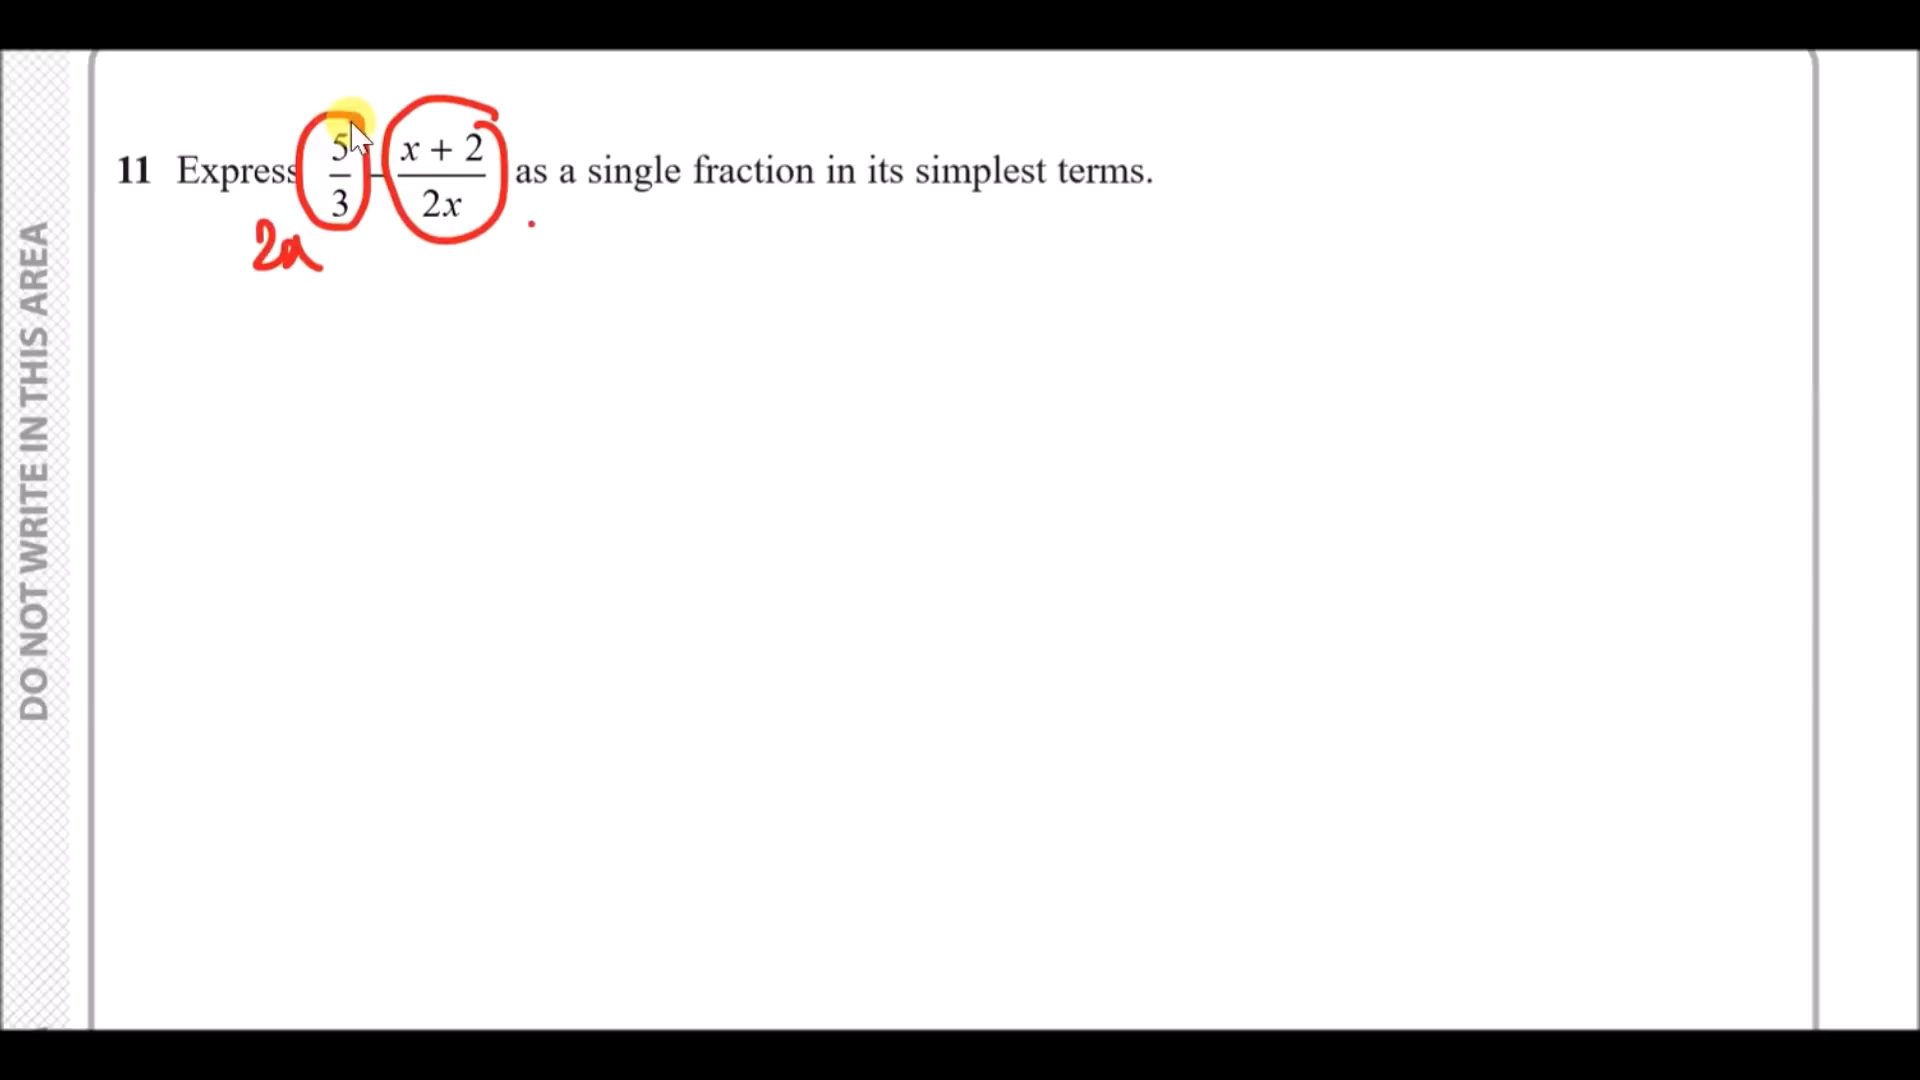 DO NOT WRITE IN THIS AREA
11 Express 5/3 - (x + 2)/2x as a single fraction in its simplest terms.
2x